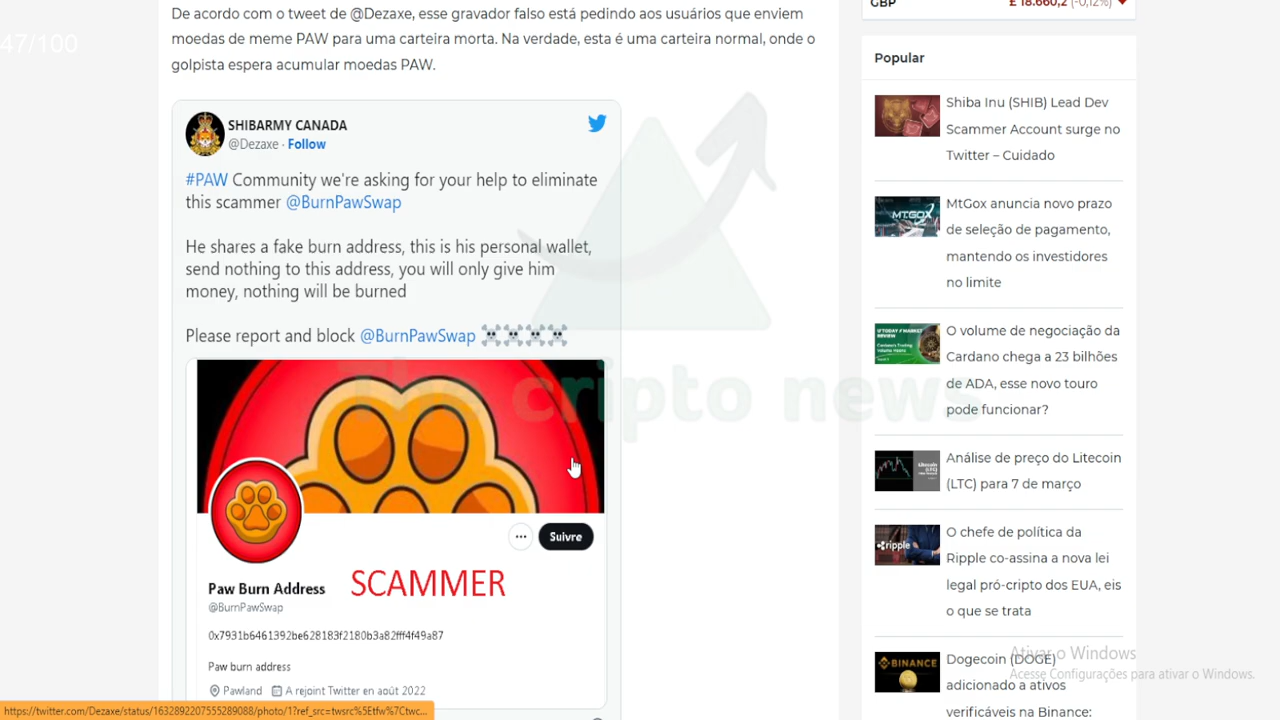 De acordo com o tweet de @Dezaxe, esse gravador falso está pedindo aos usuários que enviem
moedas de meme PAW para uma carteira morta. Na verdade, esta é uma carteira normal, onde o
golpista espera acumular moedas PAW.
47/100
SHIBARMY CANADA
@Dezaxe · Follow
#PAW Community we're asking for your help to eliminate
this scammer @BurnPawSwap
He shares a fake burn address, this is his personal wallet,
send nothing to this address, you will only give him
money, nothing will be burned
Please report and block @BurnPawSwap ☠☠☠☠
Suivre
Paw Burn Address SCAMMER
@BurnPawSwap
0x7931b6461392be628183f2180b3a82fff4f49a87
Paw burn address
Pawland A rejoint Twitter en août 2022
https://twitter.com/Dezaxe/status/1632892207555289088/photo/1?ref_src=twsrc%5Etfw%7Ctwc...
The cripto news
GBP £ 18.660,2 (-0,12%)
Popular
Shiba Inu (SHIB) Lead Dev
Scammer Account surge no
Twitter – Cuidado
MT.GOX
MtGox anuncia novo prazo
de seleção de pagamento,
mantendo os investidores
no limite
O volume de negociação da
Cardano chega a 23 bilhões
de ADA, esse novo touro
pode funcionar?
Litecoin
Análise de preço do Litecoin
(LTC) para 7 de março
ripple
O chefe de política da
Ripple co-assina a nova lei
legal pró-cripto dos EUA, eis
o que se trata
BINANCE
Dogecoin (DOGE)
adicionado a ativos
verificáveis na Binance:
Ativar o Windows
Acesse Configurações para ativar o Windows.